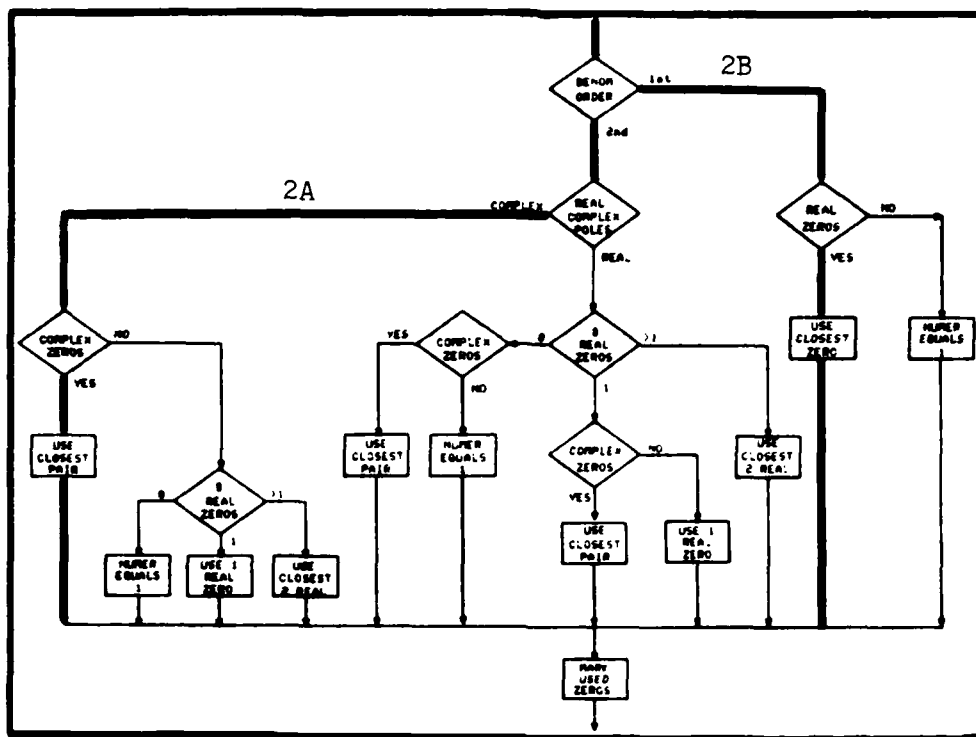 2B
DENOM
ORDER
1st
2nd
2A
COMPLEX
REAL
COMPLEX
POLES
REAL
REAL
ZEROS
NO
YES
COMPLEX
ZEROS
NO
YES
YES
COMPLEX
ZEROS
NO
0
#
REAL
ZEROS
>1
1
USE
CLOSEST
ZERO
NUMER
EQUALS
1
USE
CLOSEST
PAIR
USE
CLOSEST
PAIR
NUMER
EQUALS
1
COMPLEX
ZEROS
NO
YES
USE
CLOSEST
2 REAL
0
#
REAL
ZEROS
>1
1
USE
CLOSEST
PAIR
USE 1
REAL
ZERO
NUMER
EQUALS
1
USE 1
REAL
ZERO
USE
CLOSEST
2 REAL
MARK
USED
ZEROS